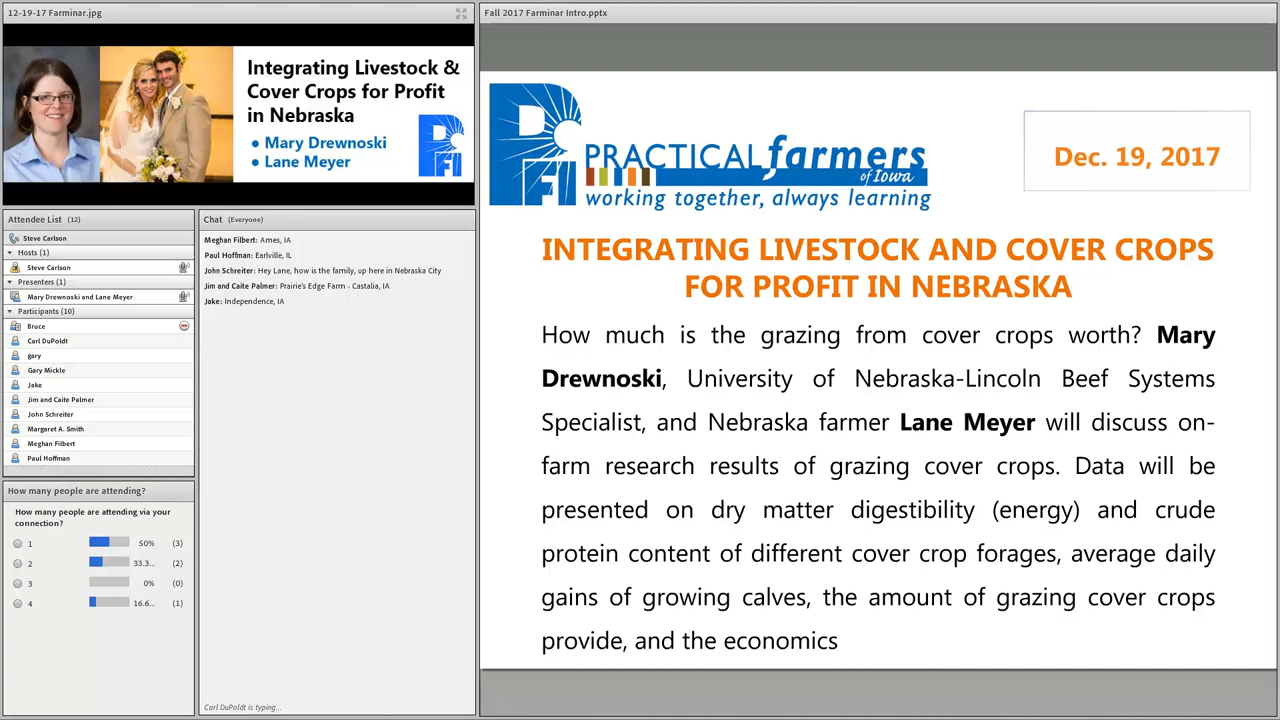 12-19-17 Farminar.jpg
Integrating Livestock &
Cover Crops for Profit
in Nebraska
• Mary Drewnoski
• Lane Meyer
PFI
Attendee List (12)
Steve Carlson
Hosts (1)
Steve Carlson
Presenters (1)
Mary Drewnoski and Lane Meyer
Participants (10)
Bruce
Carl DuPoldt
gary
Gary Mickle
Jake
Jim and Caite Palmer
John Schreiter
Margaret A. Smith
Meghan Filbert
Paul Hoffman
How many people are attending?
How many people are attending via your
connection?
1 50% (3)
2 33.3... (2)
3 0% (0)
4 16.6... (1)
Chat (Everyone)
Meghan Filbert: Ames, IA
Paul Hoffman: Earlville, IL
John Schreiter: Hey Lane, how is the family, up here in Nebraska City
Jim and Caite Palmer: Prairie's Edge Farm - Castalia, IA
Jake: Independence, IA
Carl DuPoldt is typing...
Fall 2017 Farminar Intro.pptx
PFI
PRACTICAL farmers
of Iowa
working together, always learning
Dec. 19, 2017
INTEGRATING LIVESTOCK AND COVER CROPS
FOR PROFIT IN NEBRASKA
How much is the grazing from cover crops worth? Mary
Drewnoski, University of Nebraska-Lincoln Beef Systems
Specialist, and Nebraska farmer Lane Meyer will discuss on-
farm research results of grazing cover crops. Data will be
presented on dry matter digestibility (energy) and crude
protein content of different cover crop forages, average daily
gains of growing calves, the amount of grazing cover crops
provide, and the economics